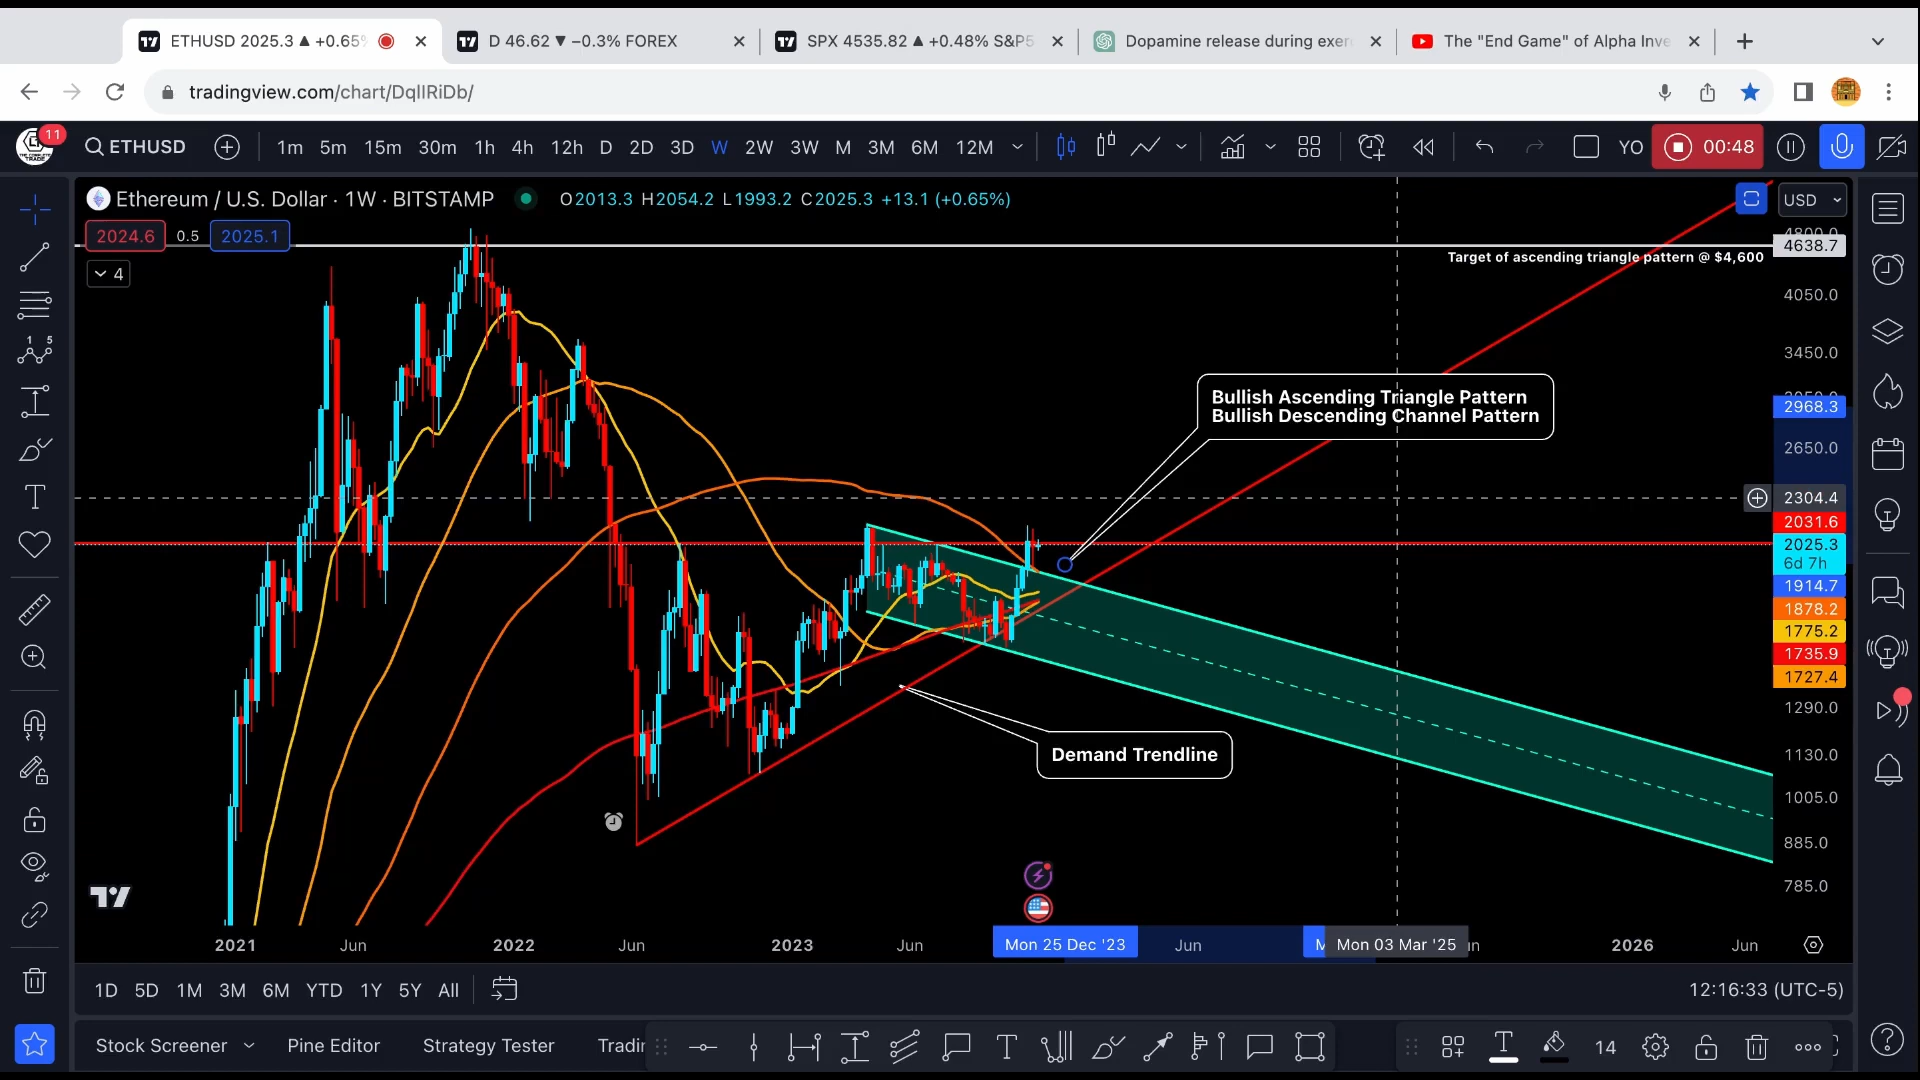 ETHUSD 2025.3 ▲ +0.65%
D 46.62 ▼ −0.3% FOREX
SPX 4535.82 ▲ +0.48% S&P5
Dopamine release during exer
The "End Game" of Alpha Inve
tradingview.com/chart/DqIIRiDb/
11
ETHUSD
1m 5m 15m 30m 1h 4h 12h D 2D 3D W 2W 3W M 3M 6M 12M
YO
00:48
Ethereum / U.S. Dollar · 1W · BITSTAMP
O2013.3 H2054.2 L1993.2 C2025.3 +13.1 (+0.65%)
USD
2024.6 0.5 2025.1
4
4800.0
4638.7
Target of ascending triangle pattern @ $4,600
4050.0
3450.0
Bullish Ascending Triangle Pattern
Bullish Descending Channel Pattern
2968.3
2650.0
2304.4
2031.6
2025.3
6d 7h
1914.7
1878.2
1775.2
1735.9
1727.4
1290.0
Demand Trendline
1130.0
1005.0
885.0
785.0
2021 Jun 2022 Jun 2023 Jun Mon 25 Dec '23 Jun Mon 03 Mar '25 2026 Jun
1D 5D 1M 3M 6M YTD 1Y 5Y All
12:16:33 (UTC-5)
Stock Screener Pine Editor Strategy Tester Tradin
14